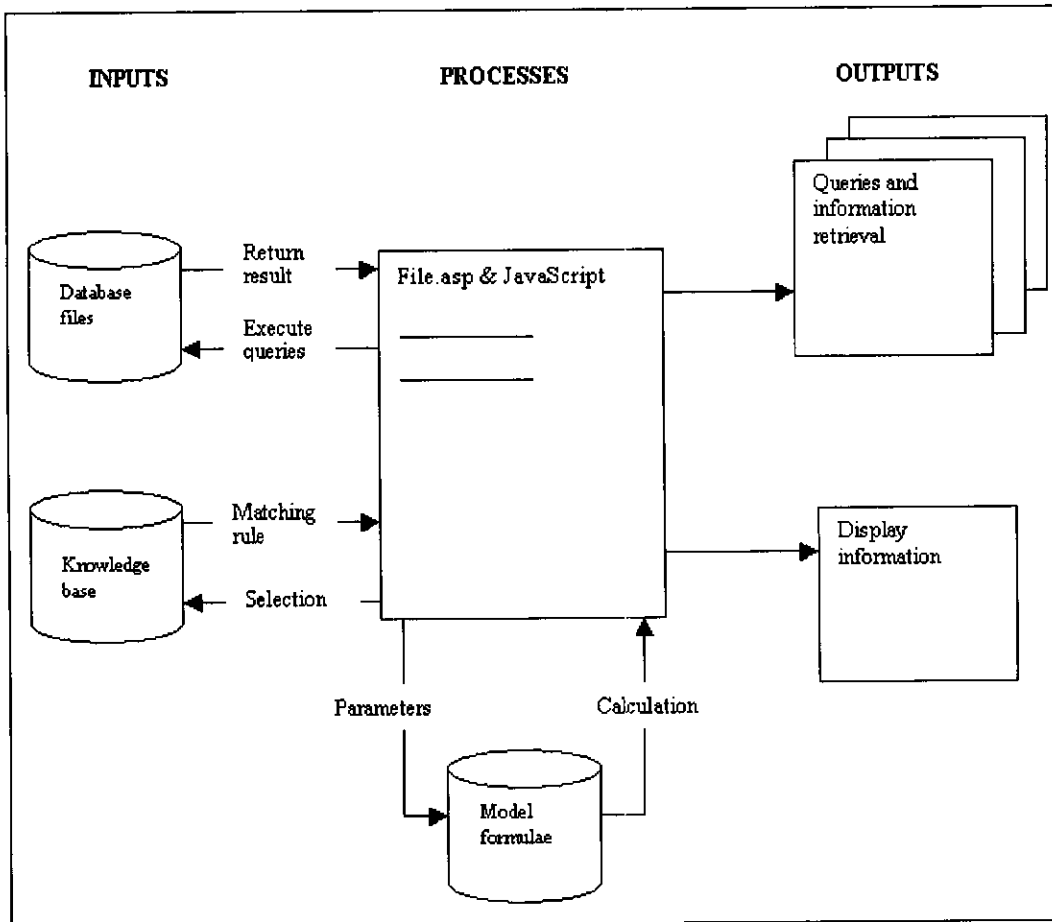 INPUTS
PROCESSES
OUTPUTS
Queries and
information
retrieval
Return
result
File.asp & JavaScript
Database
files
Execute
queries
Matching
rule
Display
information
Knowledge
base
Selection
Parameters
Calculation
Model
formulae